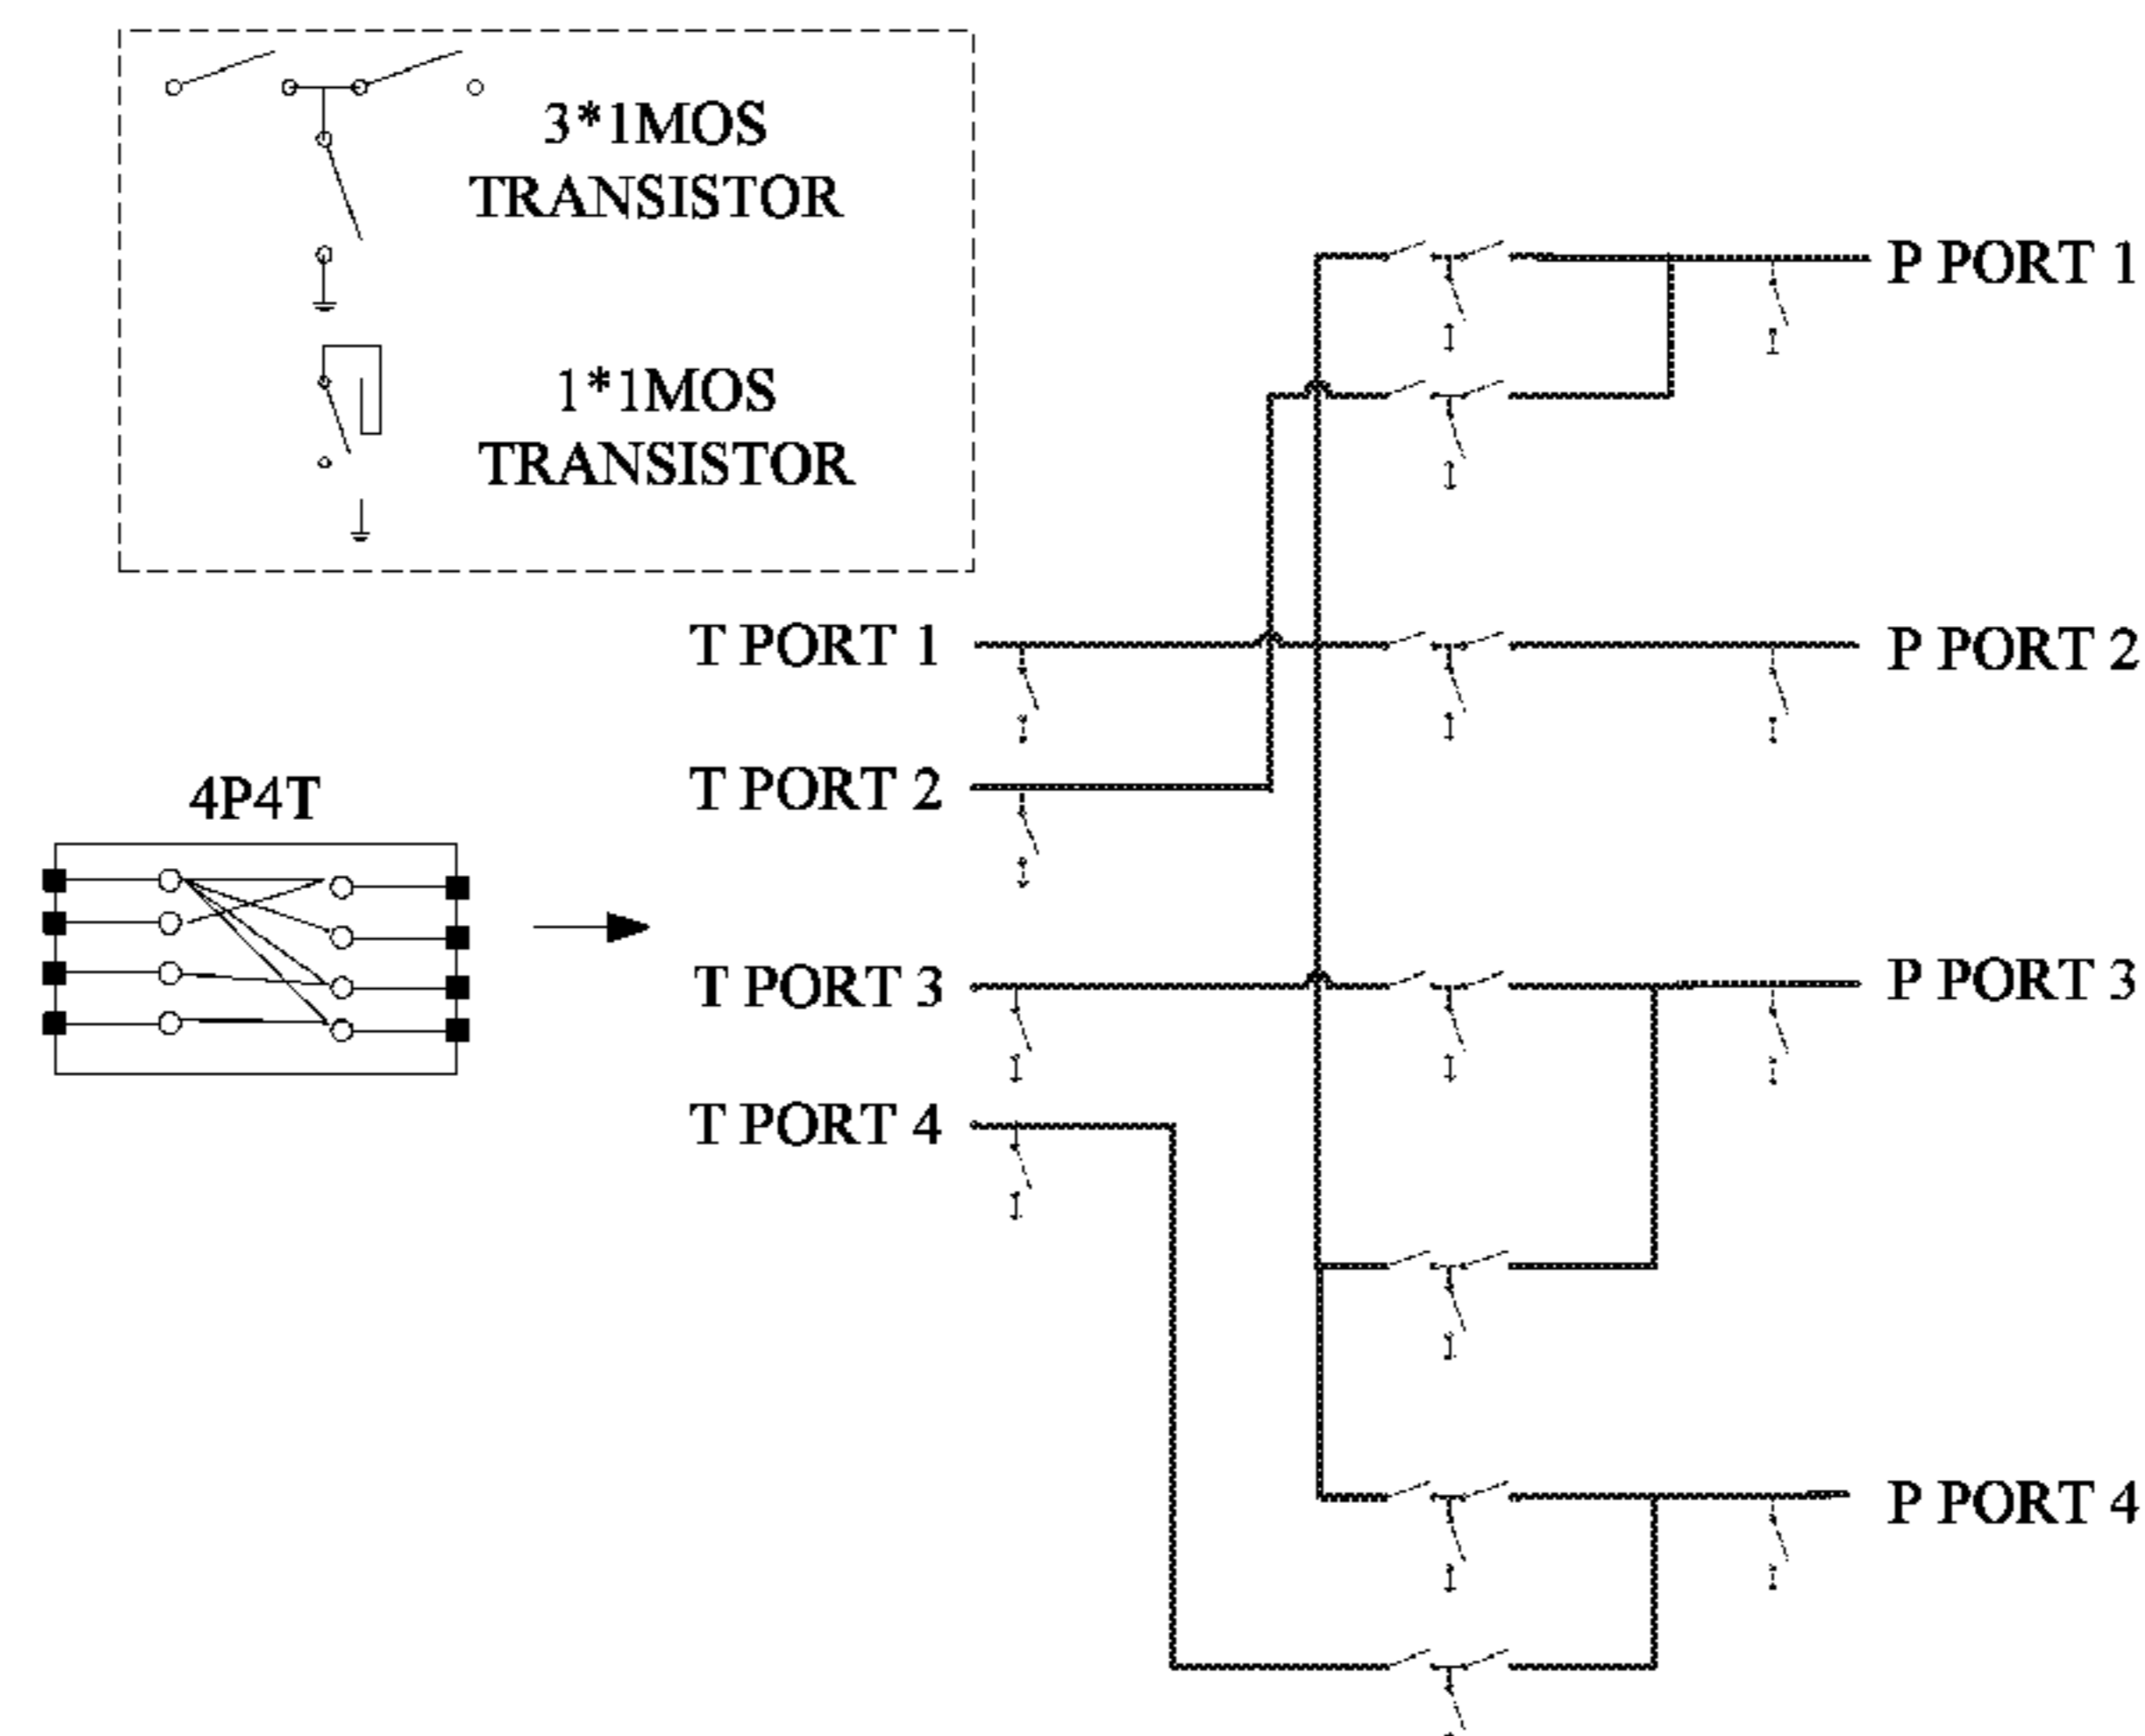 3*1MOS
TRANSISTOR
1*1MOS
TRANSISTOR
P PORT 1
T PORT 1
P PORT 2
T PORT 2
4P4T
T PORT 3
P PORT 3
T PORT 4
P PORT 4